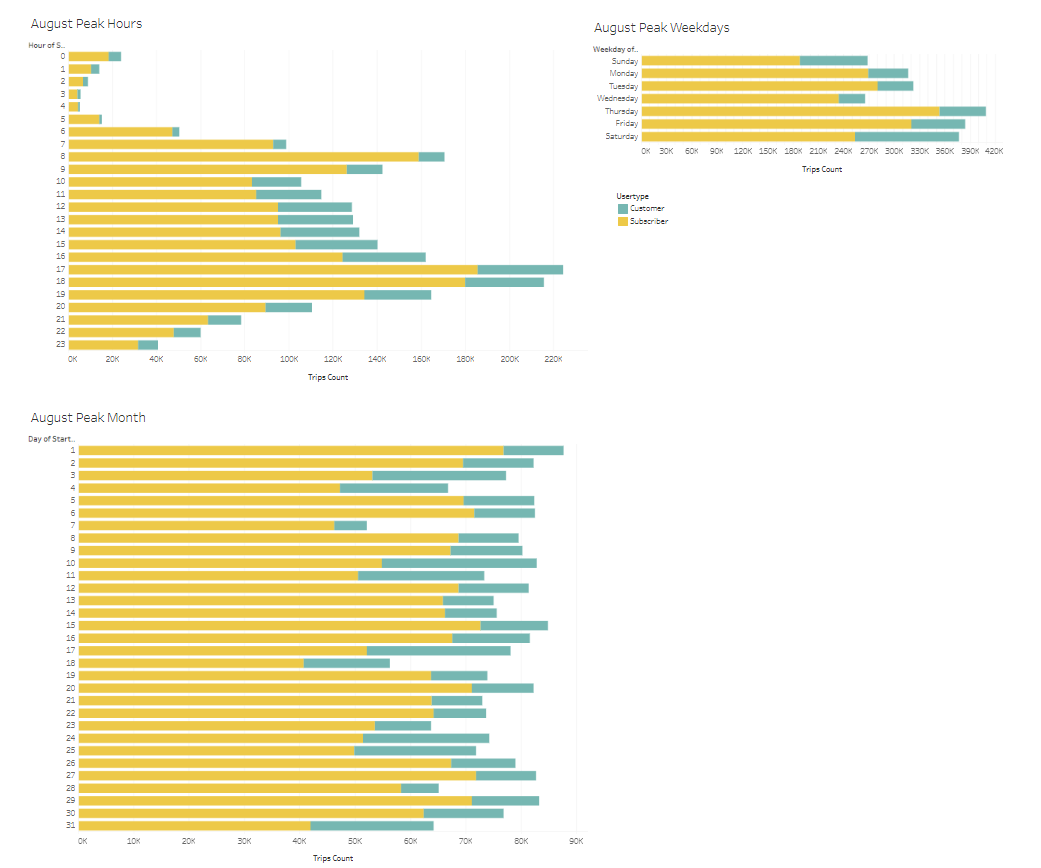 August Peak Hours
Hour of S..
0
1
2
3
4
5
6
7
8
9
10
11
12
13
14
15
16
17
18
19
20
21
22
23
0K 20K 40K 60K 80K 100K 120K 140K 160K 180K 200K 220K
Trips Count
August Peak Weekdays
Weekday of..
Sunday
Monday
Tuesday
Wednesday
Thursday
Friday
Saturday
0K 30K 60K 90K 120K 150K 180K 210K 240K 270K 300K 330K 360K 390K 420K
Trips Count
Usertype
Customer
Subscriber
August Peak Month
Day of Start..
1
2
3
4
5
6
7
8
9
10
11
12
13
14
15
16
17
18
19
20
21
22
23
24
25
26
27
28
29
30
31
0K 10K 20K 30K 40K 50K 60K 70K 80K 90K
Trips Count